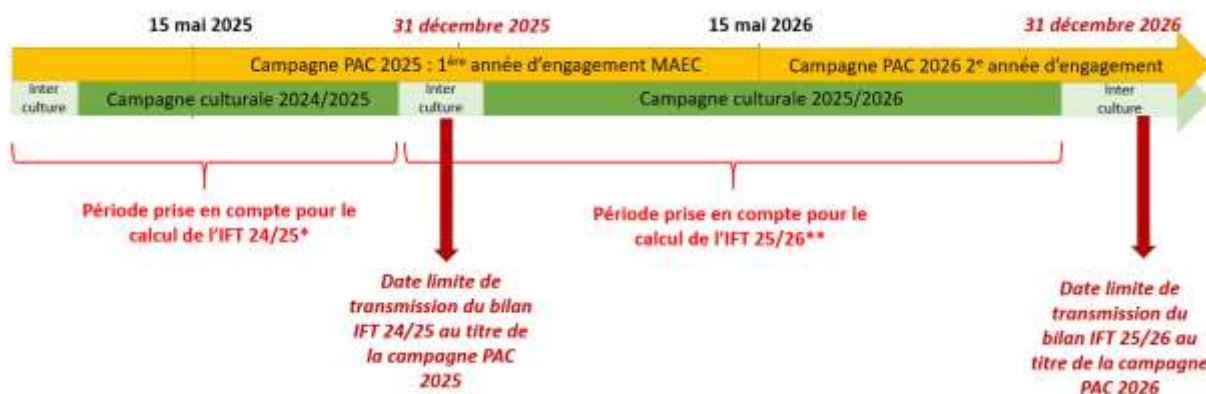 15 mai 2025
31 décembre 2025
15 mai 2026
31 décembre 2026
Campagne PAC 2025 : 1ère année d'engagement MAEC
Campagne PAC 2026 2e année d'engagement
Inter
culture
Campagne culturale 2024/2025
Inter
culture
Campagne culturale 2025/2026
Inter
culture
Période prise en compte pour le
calcul de l'IFT 24/25*
Période prise en compte pour le
calcul de l'IFT 25/26**
Date limite de
transmission du bilan
IFT 24/25 au titre de
la campagne PAC
2025
Date limite de
transmission du
bilan IFT 25/26 au
titre de la campagne
PAC 2026